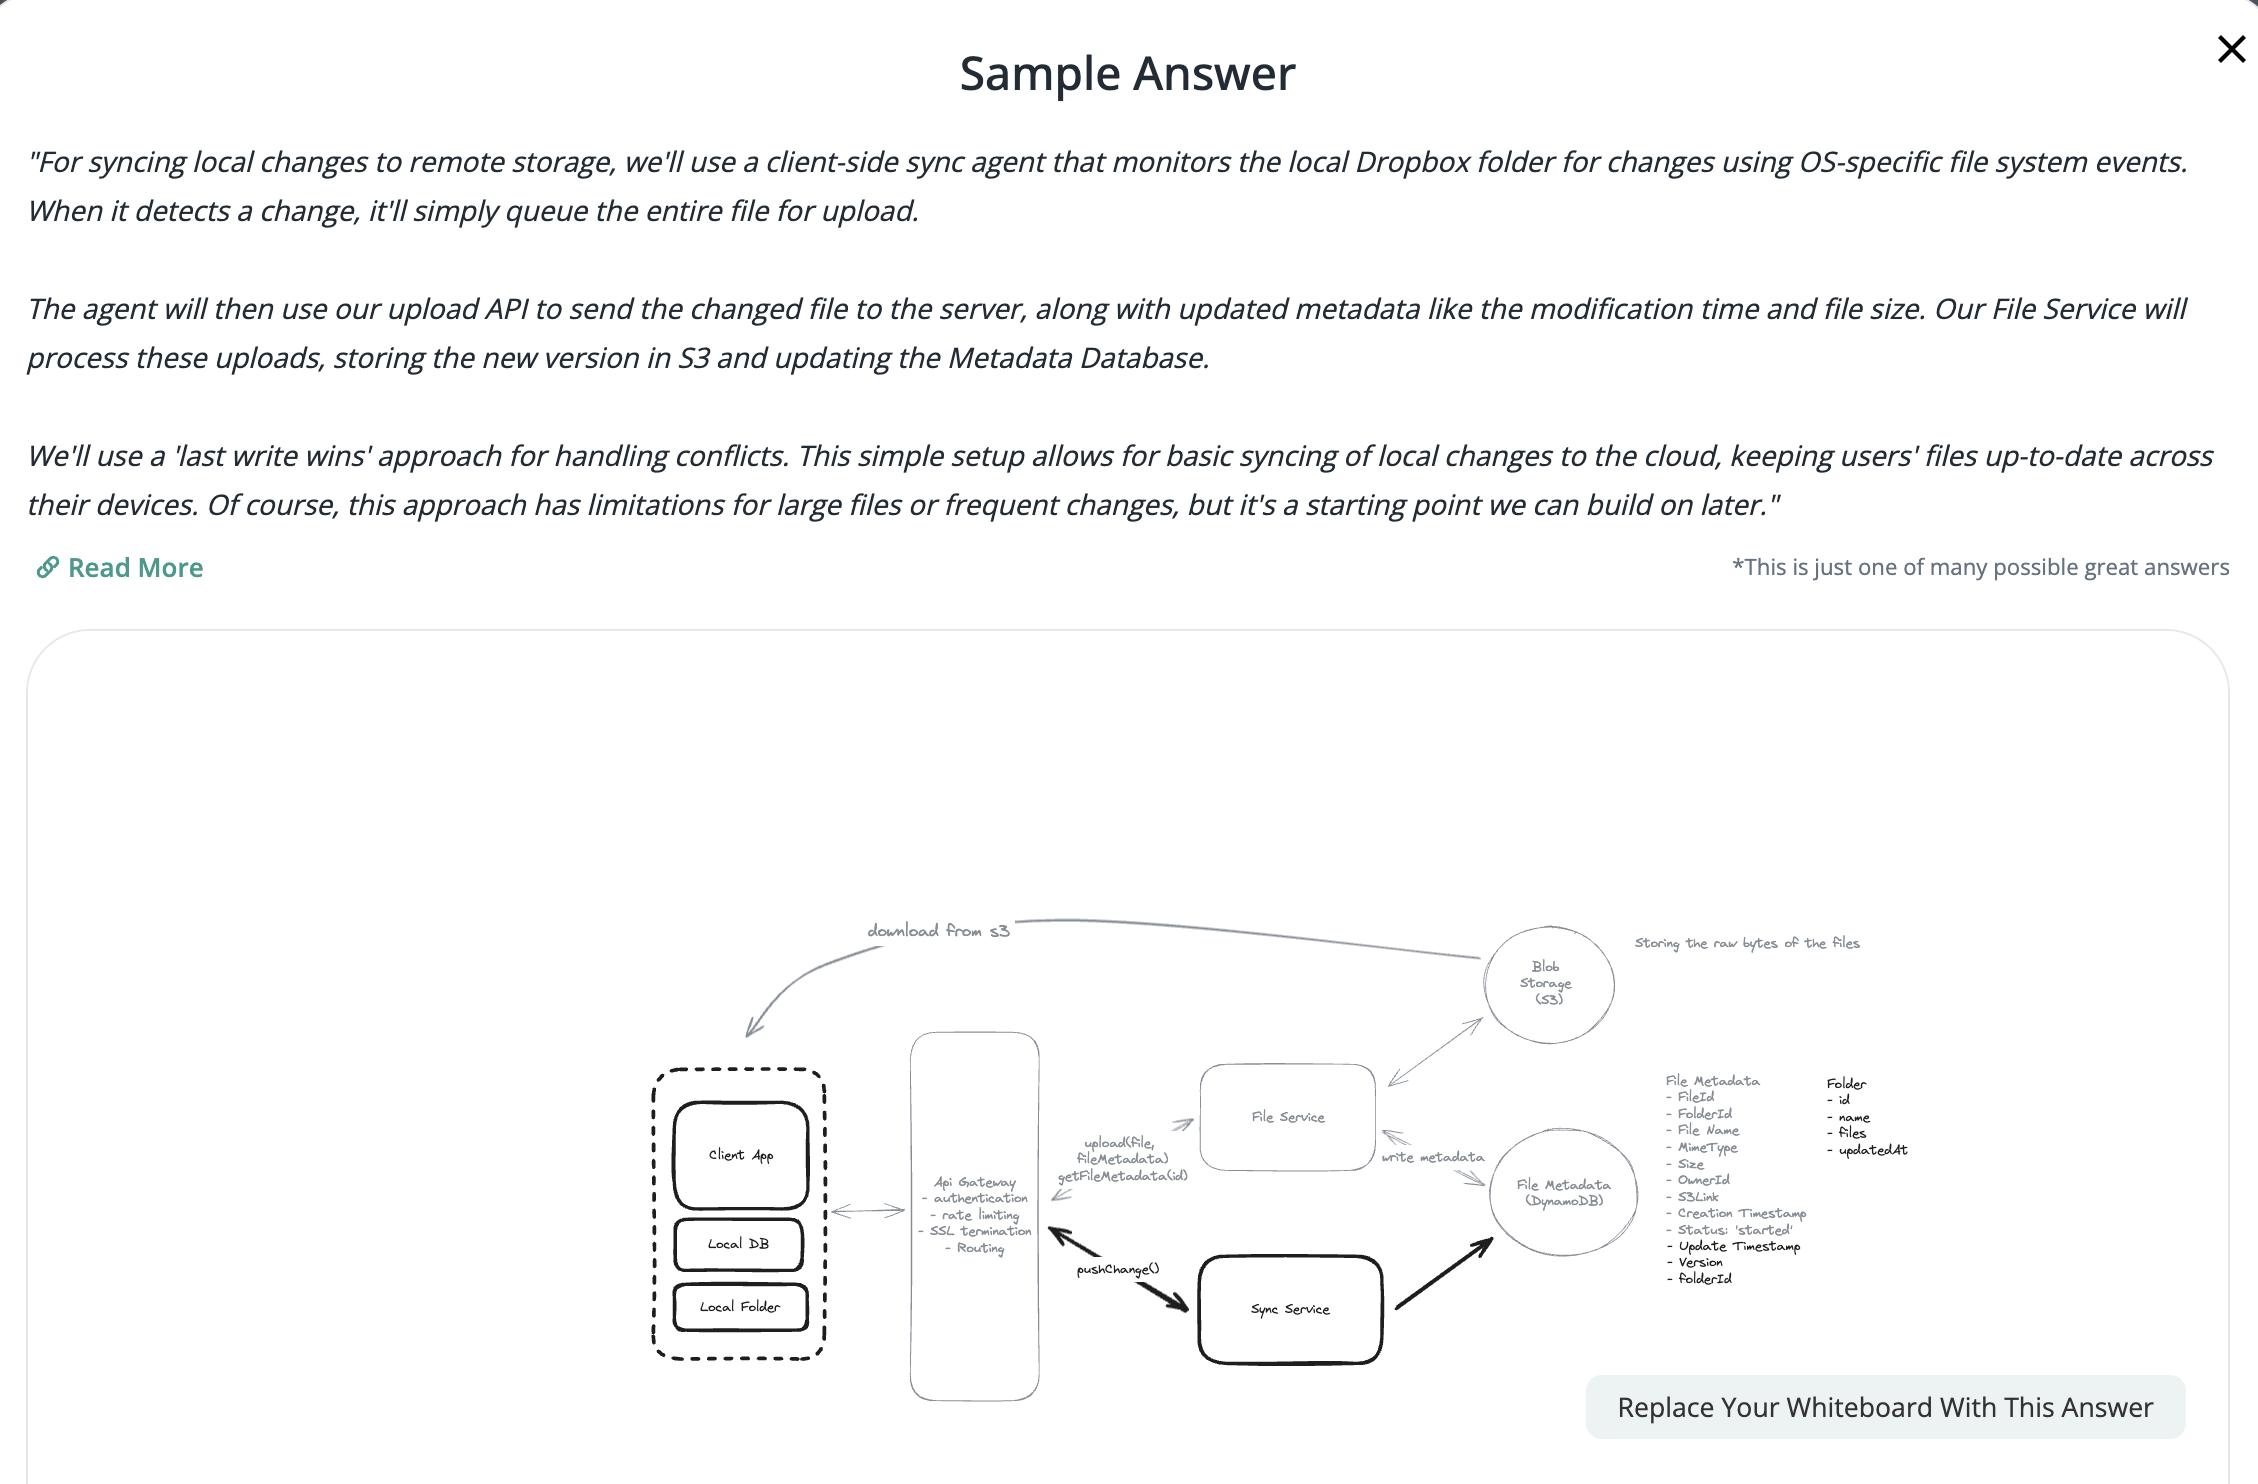 Sample Answer
"For syncing local changes to remote storage, we'll use a client-side sync agent that monitors the local Dropbox folder for changes using OS-specific file system events.
When it detects a change, it'll simply queue the entire file for upload.
The agent will then use our upload API to send the changed file to the server, along with updated metadata like the modification time and file size. Our File Service will
process these uploads, storing the new version in S3 and updating the Metadata Database.
We'll use a 'last write wins' approach for handling conflicts. This simple setup allows for basic syncing of local changes to the cloud, keeping users' files up-to-date across
their devices. Of course, this approach has limitations for large files or frequent changes, but it's a starting point we can build on later."
Read More
*This is just one of many possible great answers
download from s3
Blob
Storage
(S3)
Storing the raw bytes of the files
Client App
Local DB
Local Folder
Api Gateway
- authentication
- rate limiting
- SSL termination
- Routing
upload(file,
fileMetadata)
getFileMetadata(id)
pushChange()
File Service
write metadata
Sync Service
File Metadata
(DynamoDB)
File Metadata
- FileId
- FolderId
- File Name
- MimeType
- Size
- OwnerId
- S3Link
- Creation Timestamp
- Status: 'started'
- Update Timestamp
- Version
- folderId
Folder
- id
- name
- files
- updatedAt
Replace Your Whiteboard With This Answer